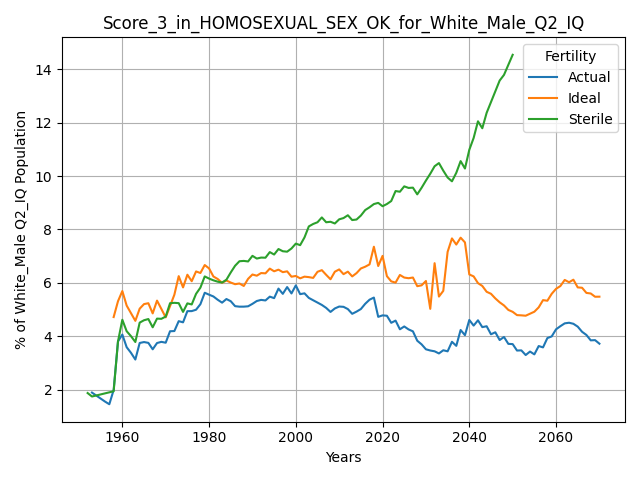 Score_3_in_HOMOSEXUAL_SEX_OK_for_White_Male_Q2_IQ
Fertility
Actual
Ideal
Sterile
% of White_Male Q2_IQ Population
14
12
10
8
6
4
2
1960 1980 2000 2020 2040 2060
Years